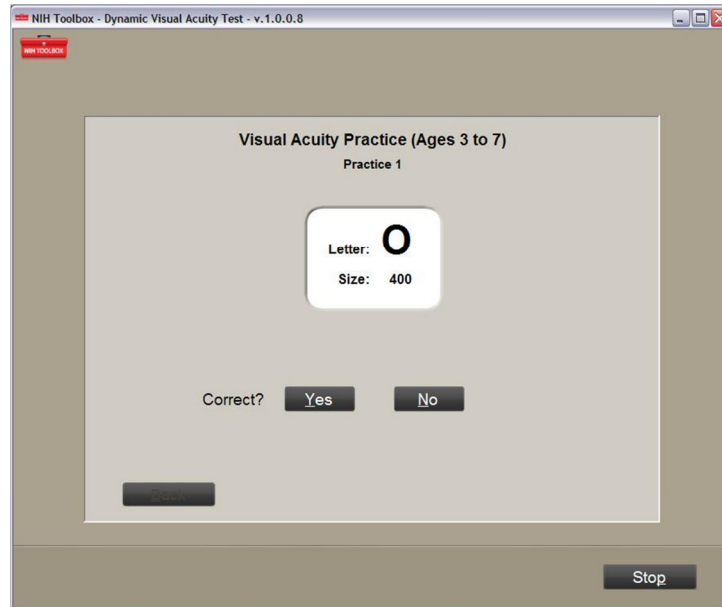 NIH Toolbox - Dynamic Visual Acuity Test - v.1.0.0.8
NIH TOOLBOX
Visual Acuity Practice (Ages 3 to 7)
Practice 1
Letter: O
Size: 400
Correct? Yes No
Back
Stop